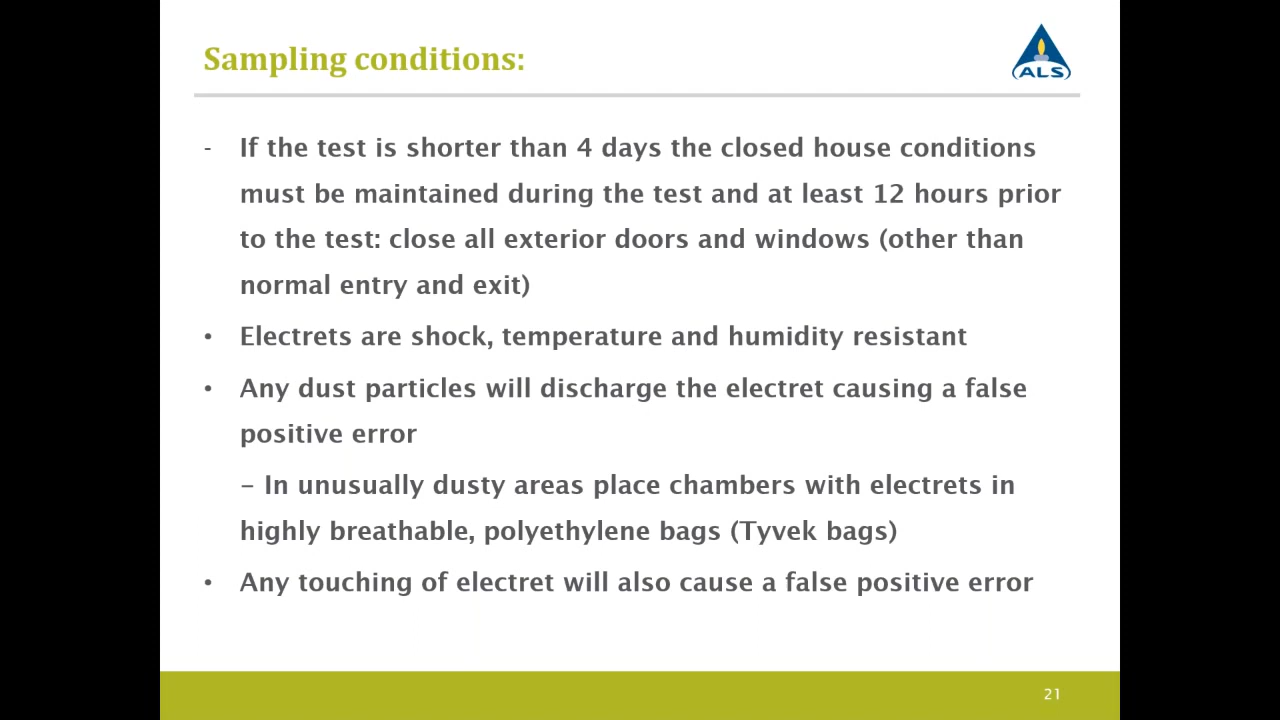 Sampling conditions:
ALS
- If the test is shorter than 4 days the closed house conditions
must be maintained during the test and at least 12 hours prior
to the test: close all exterior doors and windows (other than
normal entry and exit)
• Electrets are shock, temperature and humidity resistant
• Any dust particles will discharge the electret causing a false
positive error
– In unusually dusty areas place chambers with electrets in
highly breathable, polyethylene bags (Tyvek bags)
• Any touching of electret will also cause a false positive error
21